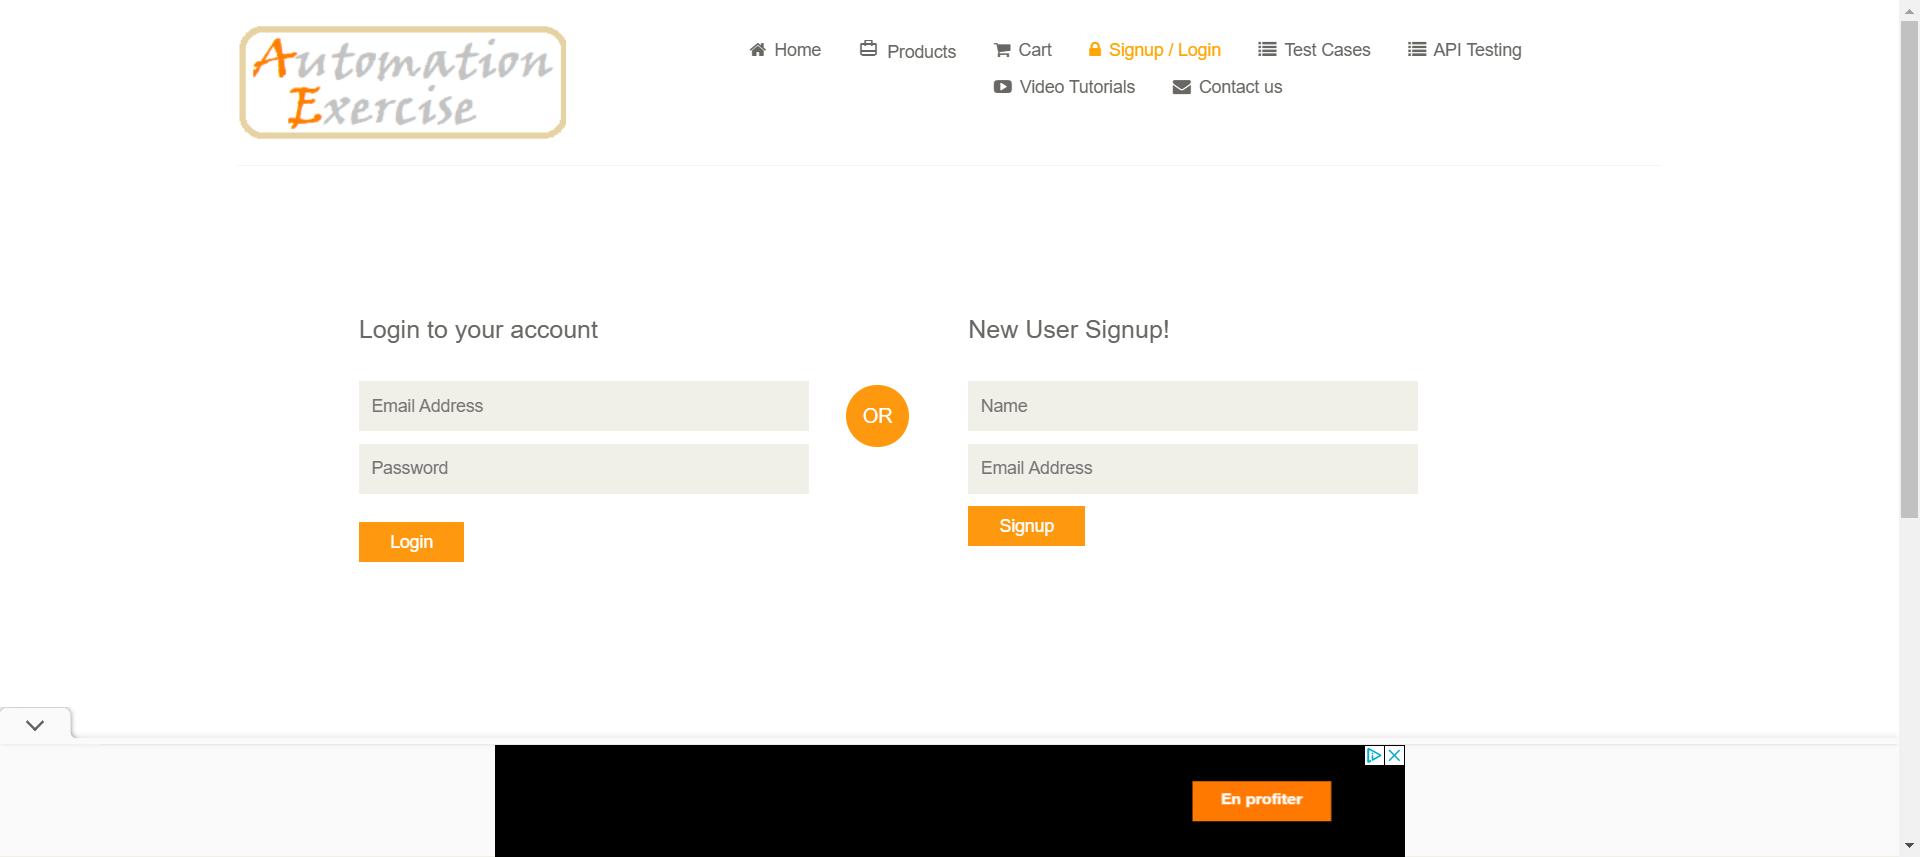 Automation
Exercise
Home
Products
Cart
Signup / Login
Test Cases
API Testing
Video Tutorials
Contact us
Login to your account
Email Address
Password
Login
OR
New User Signup!
Name
Email Address
Signup
En profiter